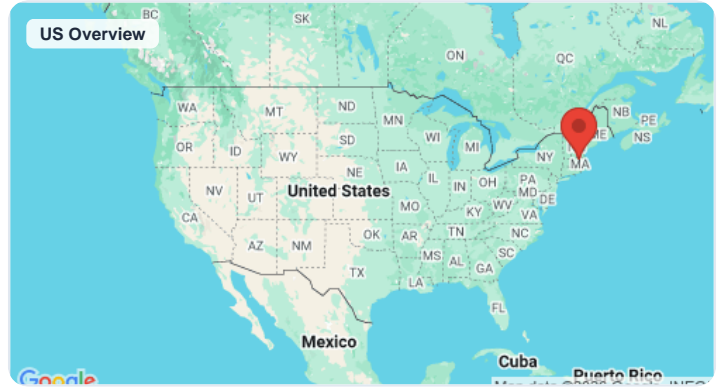 US Overview
BC
SK
NL
ON
QC
WA
MT
ND
MN
NB
PE
NS
ME
OR
ID
WY
SD
WI
MI
NY
MA
NE
IA
IL
IN
OH
PA
MD
DE
NV
UT
United States
MO
KY
WV
VA
CA
AZ
NM
OK
AR
TN
NC
MS
AL
GA
SC
TX
LA
FL
Mexico
Cuba
Puerto Rico
Google